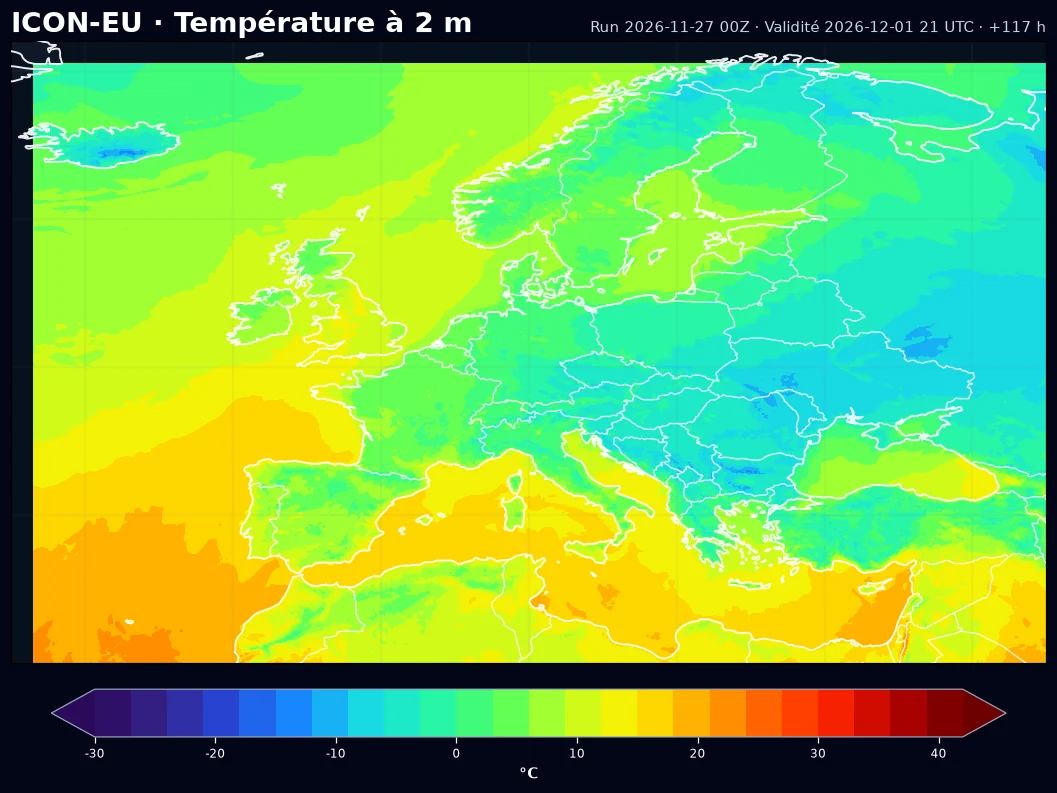 ICON-EU · Température à 2 m
Run 2026-11-27 00Z · Validité 2026-12-01 21 UTC · +117 h
-30 -20 -10 0 10 20 30 40
°C